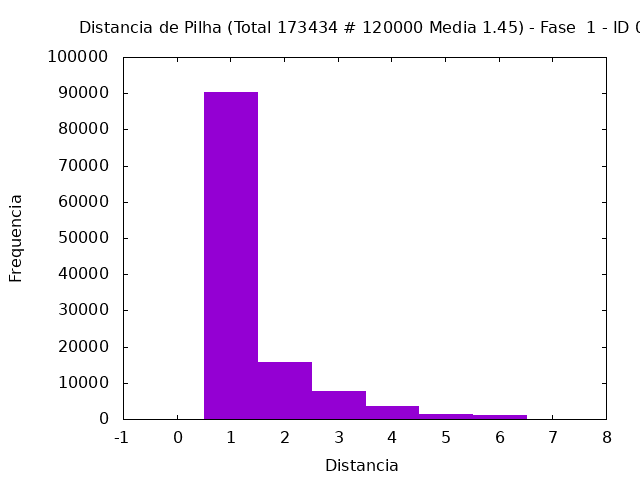 Distancia de Pilha (Total 173434 # 120000 Media 1.45) - Fase  1 - ID 0
100000
90000
80000
70000
60000
50000
40000
30000
20000
10000
0
Frequencia
-1 0 1 2 3 4 5 6 7 8
Distancia